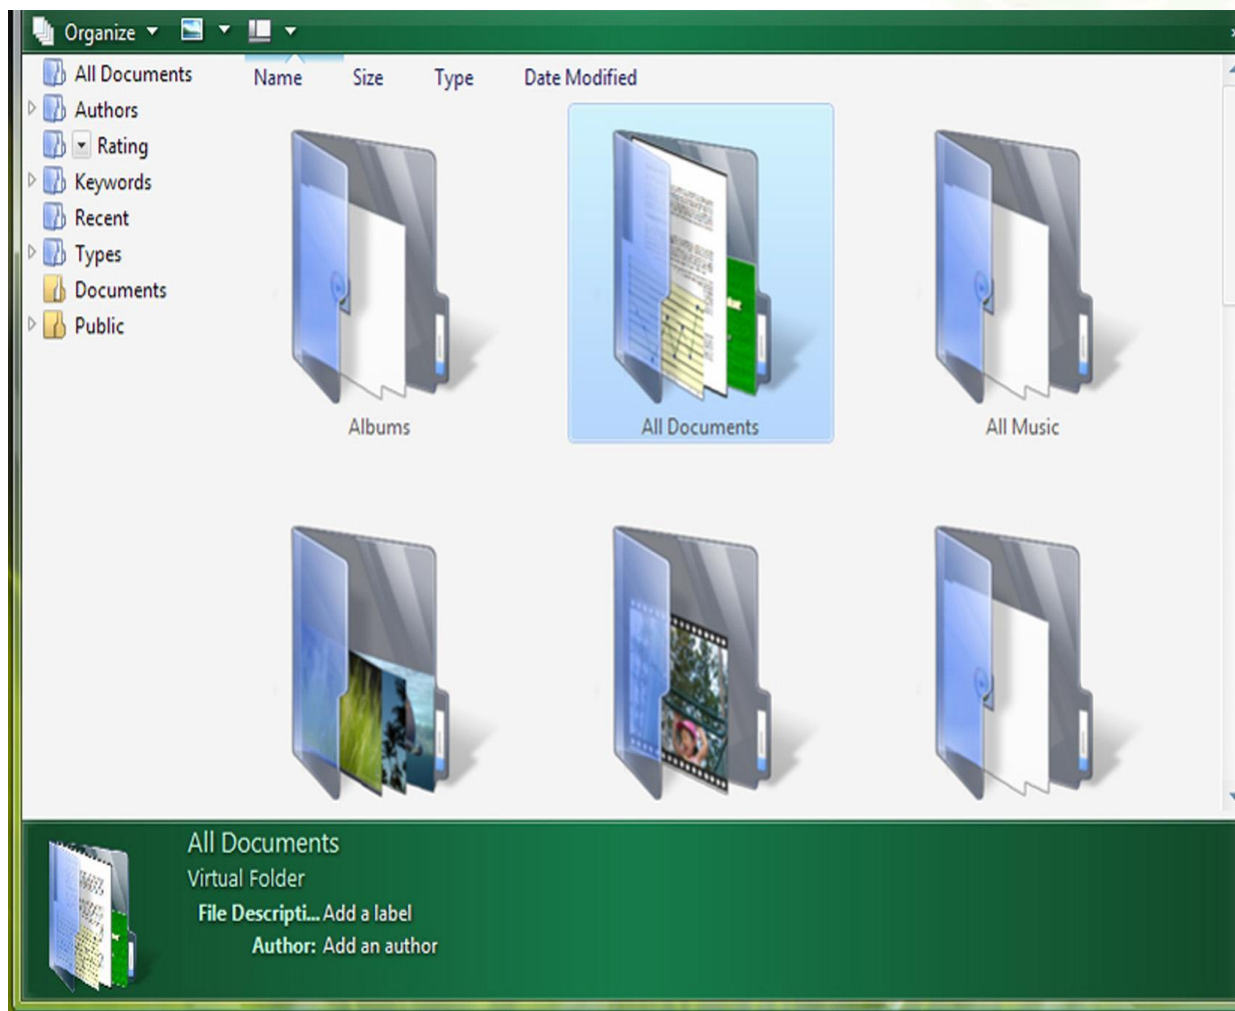 Organize
All Documents
Authors
Rating
Keywords
Recent
Types
Documents
Public
Name Size Type Date Modified
Albums
All Documents
All Music
All Documents
Virtual Folder
File Descripti... Add a label
Author: Add an author